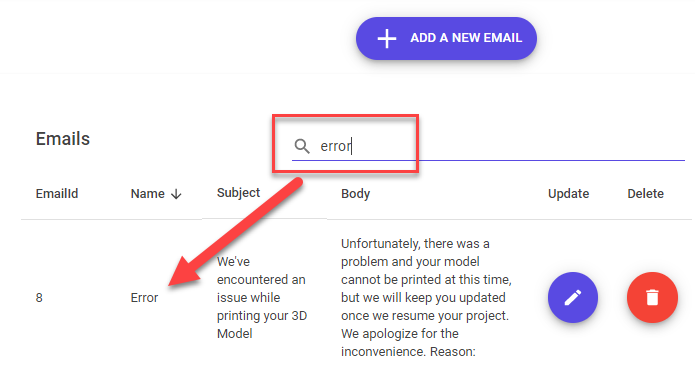 ADD A NEW EMAIL
Emails
error
EmailId Name Subject Body Update Delete
8
Error
We've
encountered an
issue while
printing your 3D
Model
Unfortunately, there was a
problem and your model
cannot be printed at this time,
but we will keep you updated
once we resume your project.
We apologize for the
inconvenience. Reason: